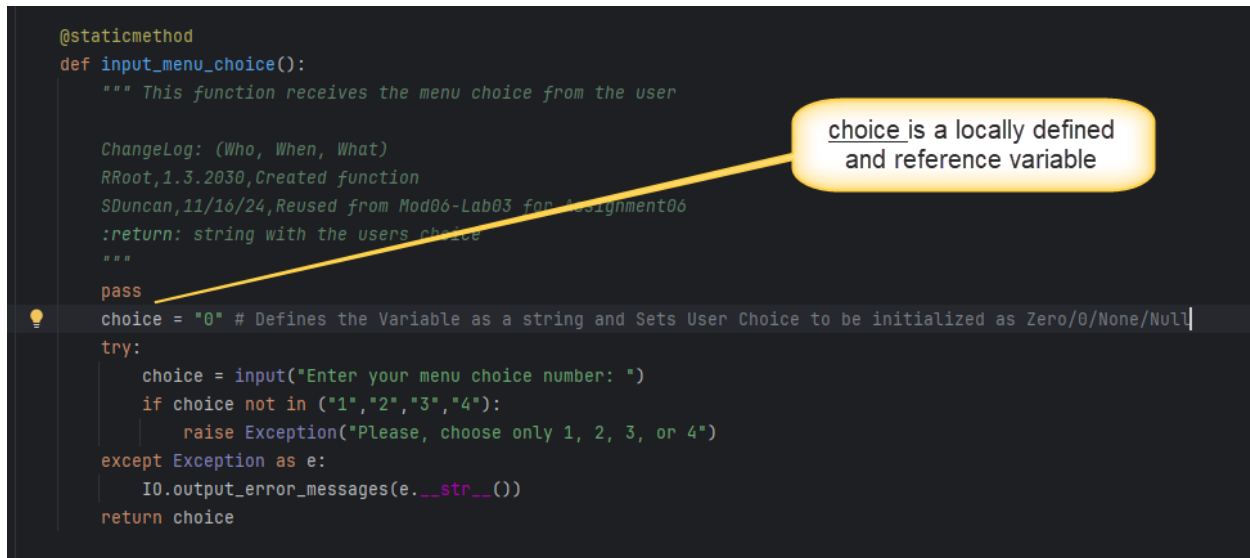 @staticmethod
def input_menu_choice():
""" This function receives the menu choice from the user
choice is a locally defined
and reference variable
ChangeLog: (Who, When, What)
RRoot,1.3.2030,Created function
SDuncan,11/16/24,Reused from Mod06-Lab03 for Assignment06
:return: string with the users choice
"""
pass
choice = "0" # Defines the Variable as a string and Sets User Choice to be initialized as Zero/0/None/Null
try:
choice = input("Enter your menu choice number: ")
if choice not in ("1","2","3","4"):
raise Exception("Please, choose only 1, 2, 3, or 4")
except Exception as e:
IO.output_error_messages(e.__str__())
return choice